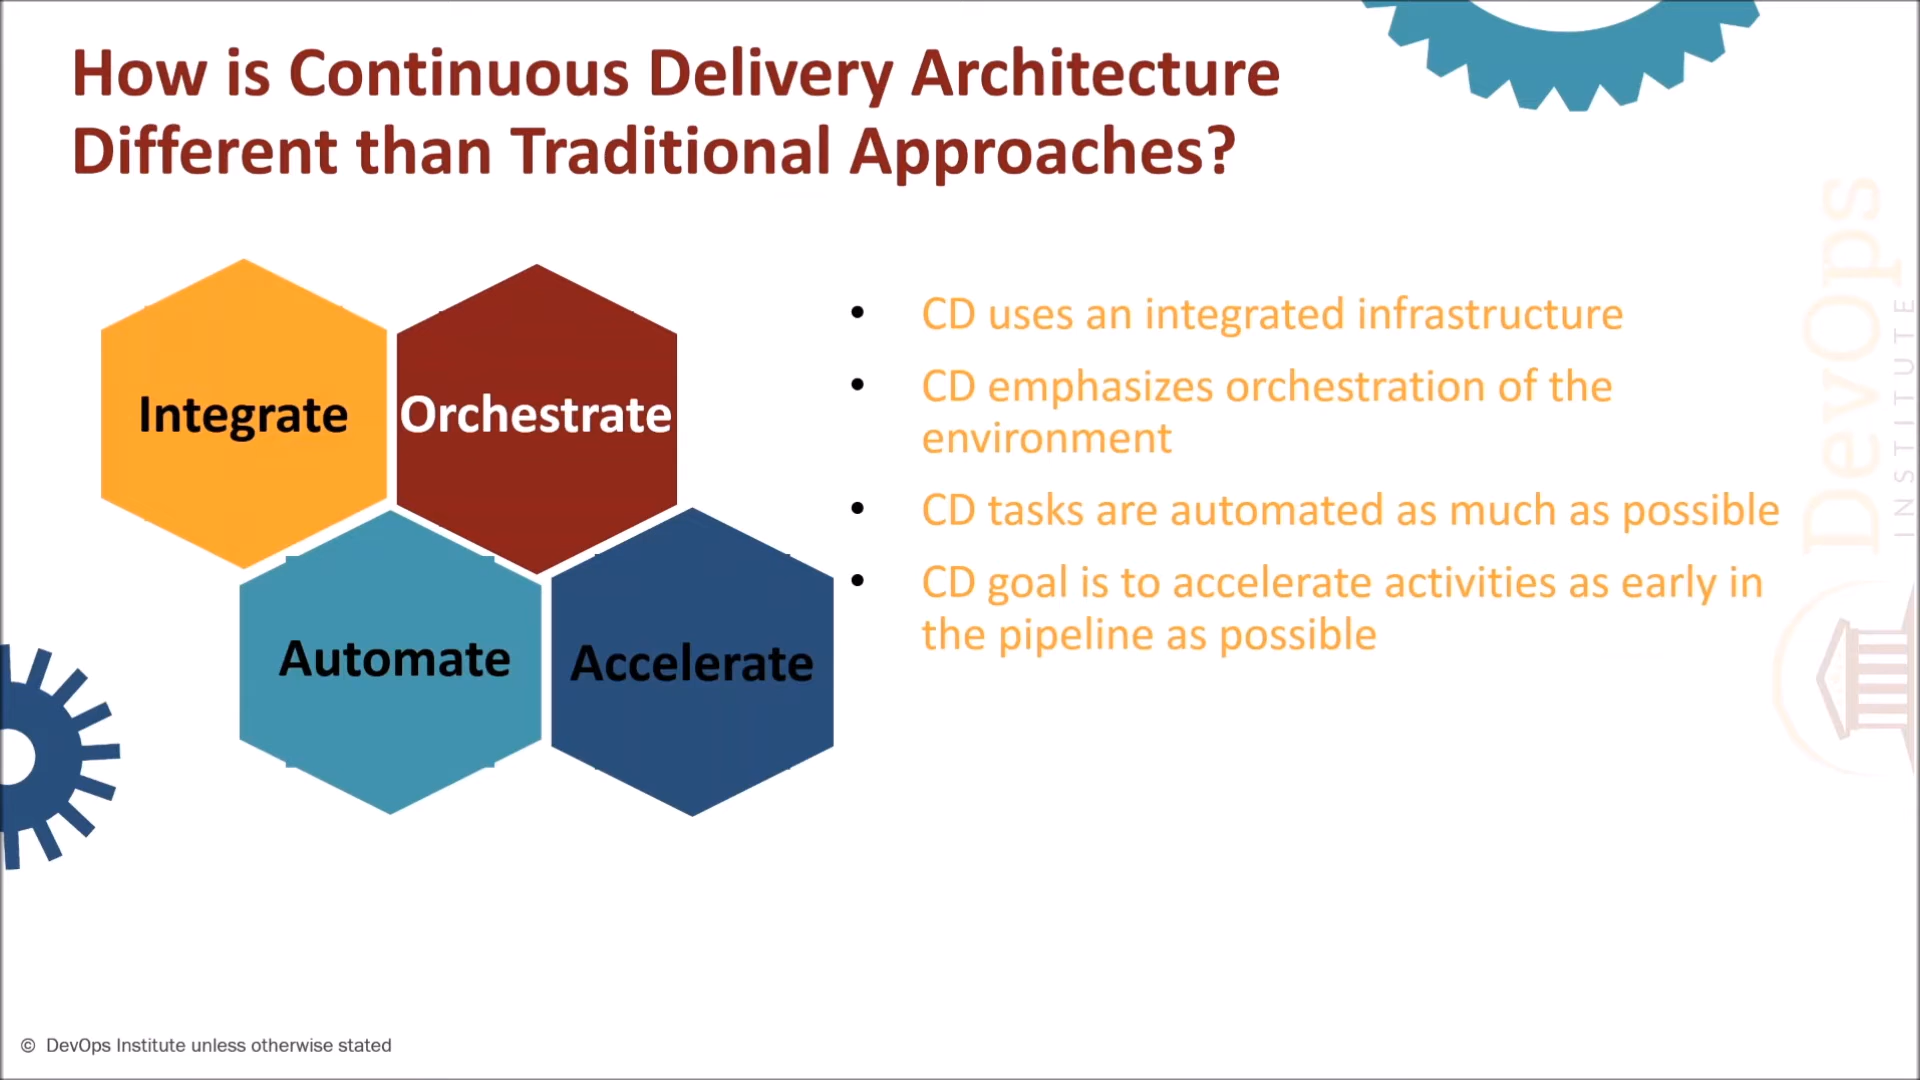 How is Continuous Delivery Architecture
Different than Traditional Approaches?
Integrate
Orchestrate
Automate
Accelerate
• CD uses an integrated infrastructure
• CD emphasizes orchestration of the
environment
• CD tasks are automated as much as possible
• CD goal is to accelerate activities as early in
the pipeline as possible
DevOps
INSTITUTE
© DevOps Institute unless otherwise stated